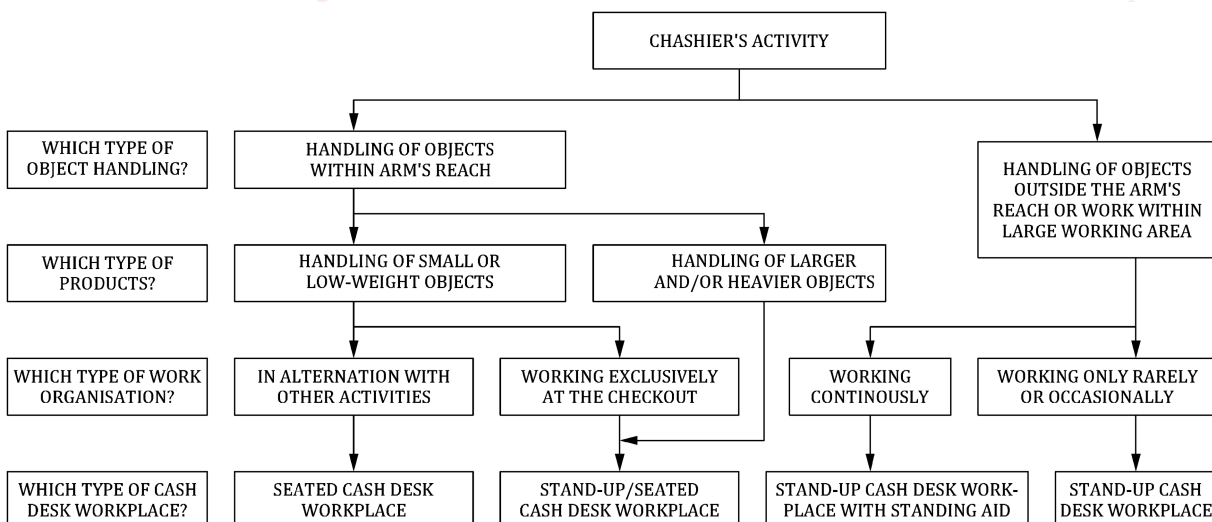 CHASHIER'S ACTIVITY
WHICH TYPE OF
OBJECT HANDLING?
HANDLING OF OBJECTS
WITHIN ARM'S REACH
HANDLING OF OBJECTS
OUTSIDE THE ARM'S
REACH OR WORK WITHIN
LARGE WORKING AREA
WHICH TYPE OF
PRODUCTS?
HANDLING OF SMALL OR
LOW-WEIGHT OBJECTS
HANDLING OF LARGER
AND/OR HEAVIER OBJECTS
WHICH TYPE OF WORK
ORGANISATION?
IN ALTERNATION WITH
OTHER ACTIVITIES
WORKING EXCLUSIVELY
AT THE CHECKOUT
WORKING
CONTINOUSLY
WORKING ONLY RARELY
OR OCCASIONALLY
WHICH TYPE OF CASH
DESK WORKPLACE?
SEATED CASH DESK
WORKPLACE
STAND-UP/SEATED
CASH DESK WORKPLACE
STAND-UP CASH DESK WORK-
PLACE WITH STANDING AID
STAND-UP CASH
DESK WORKPLACE